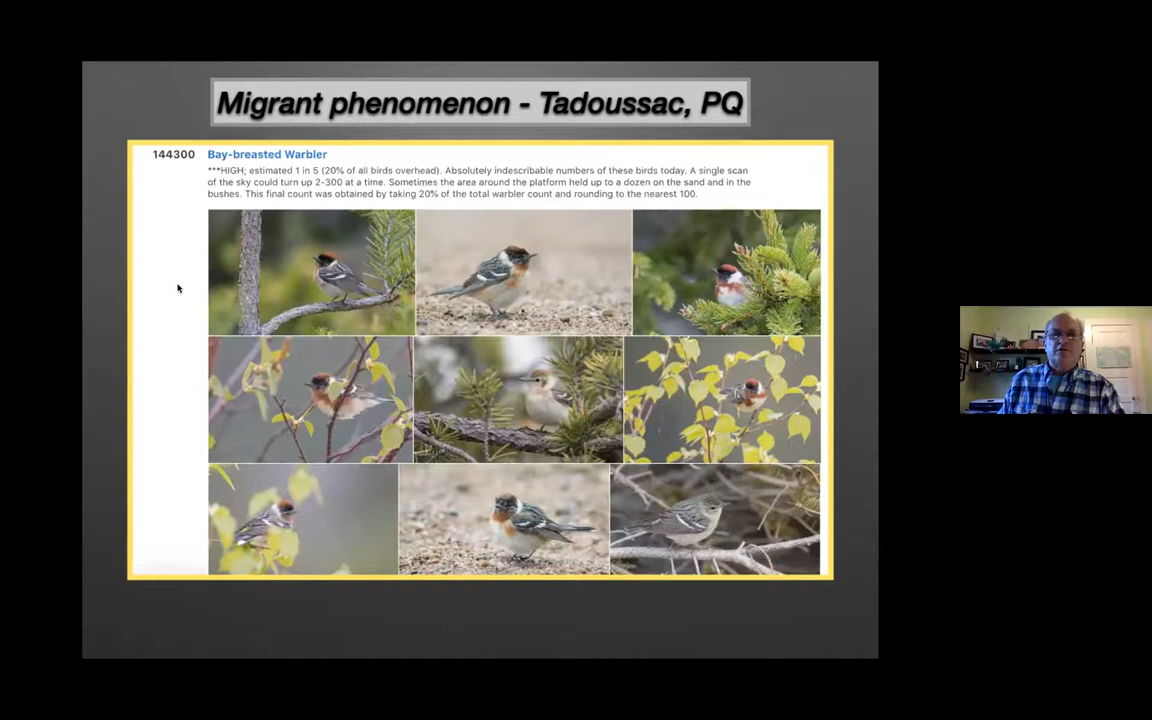 Migrant phenomenon - Tadoussac, PQ
144300 Bay-breasted Warbler
***HIGH; estimated 1 in 5 (20% of all birds overhead). Absolutely indescribable numbers of these birds today. A single scan
of the sky could turn up 2-300 at a time. Sometimes the area around the platform held up to a dozen on the sand and in the
bushes. This final count was obtained by taking 20% of the total warbler count and rounding to the nearest 100.